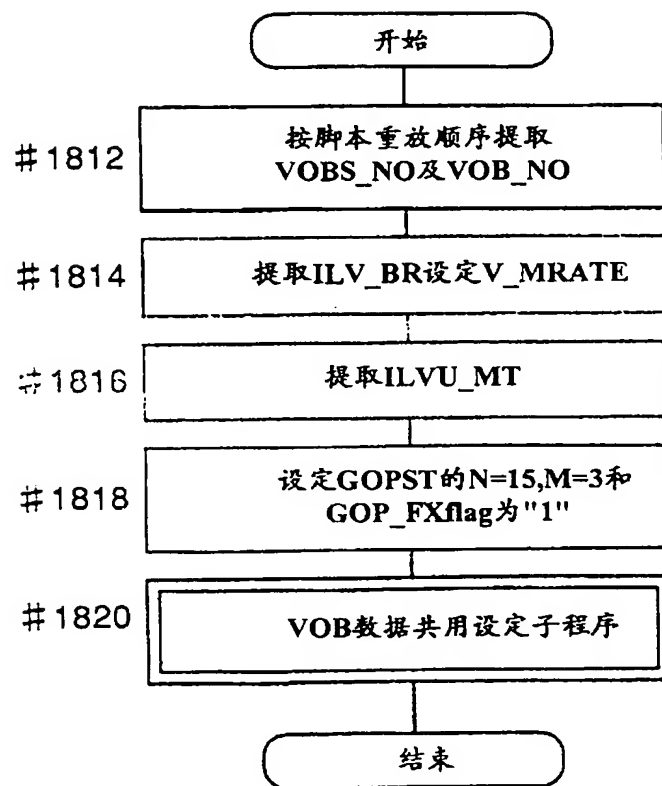 开始
#1812
按脚本重放顺序提取
VOBS_NO及VOB_NO
#1814
提取ILV_BR设定V_MRATE
#1816
提取ILVU_MT
#1818
设定GOPST的N=15,M=3和
GOP_FXflag为"1"
#1820
VOB数据共用设定子程序
结束